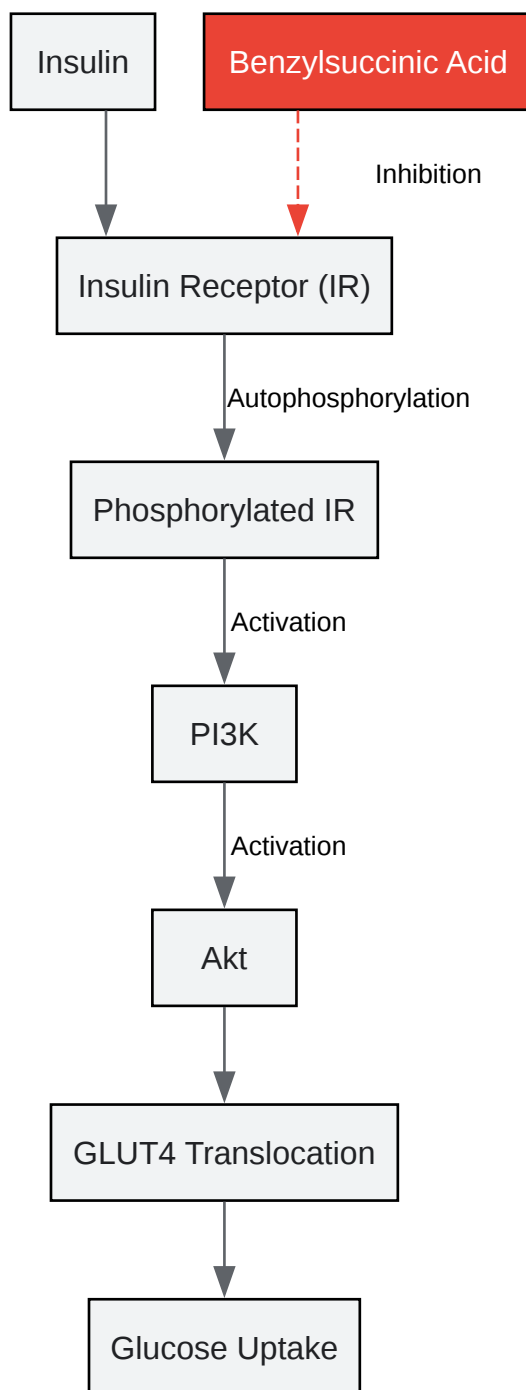 Insulin
Benzylsuccinic Acid
Inhibition
Insulin Receptor (IR)
Autophosphorylation
Phosphorylated IR
Activation
PI3K
Activation
Akt
GLUT4 Translocation
Glucose Uptake